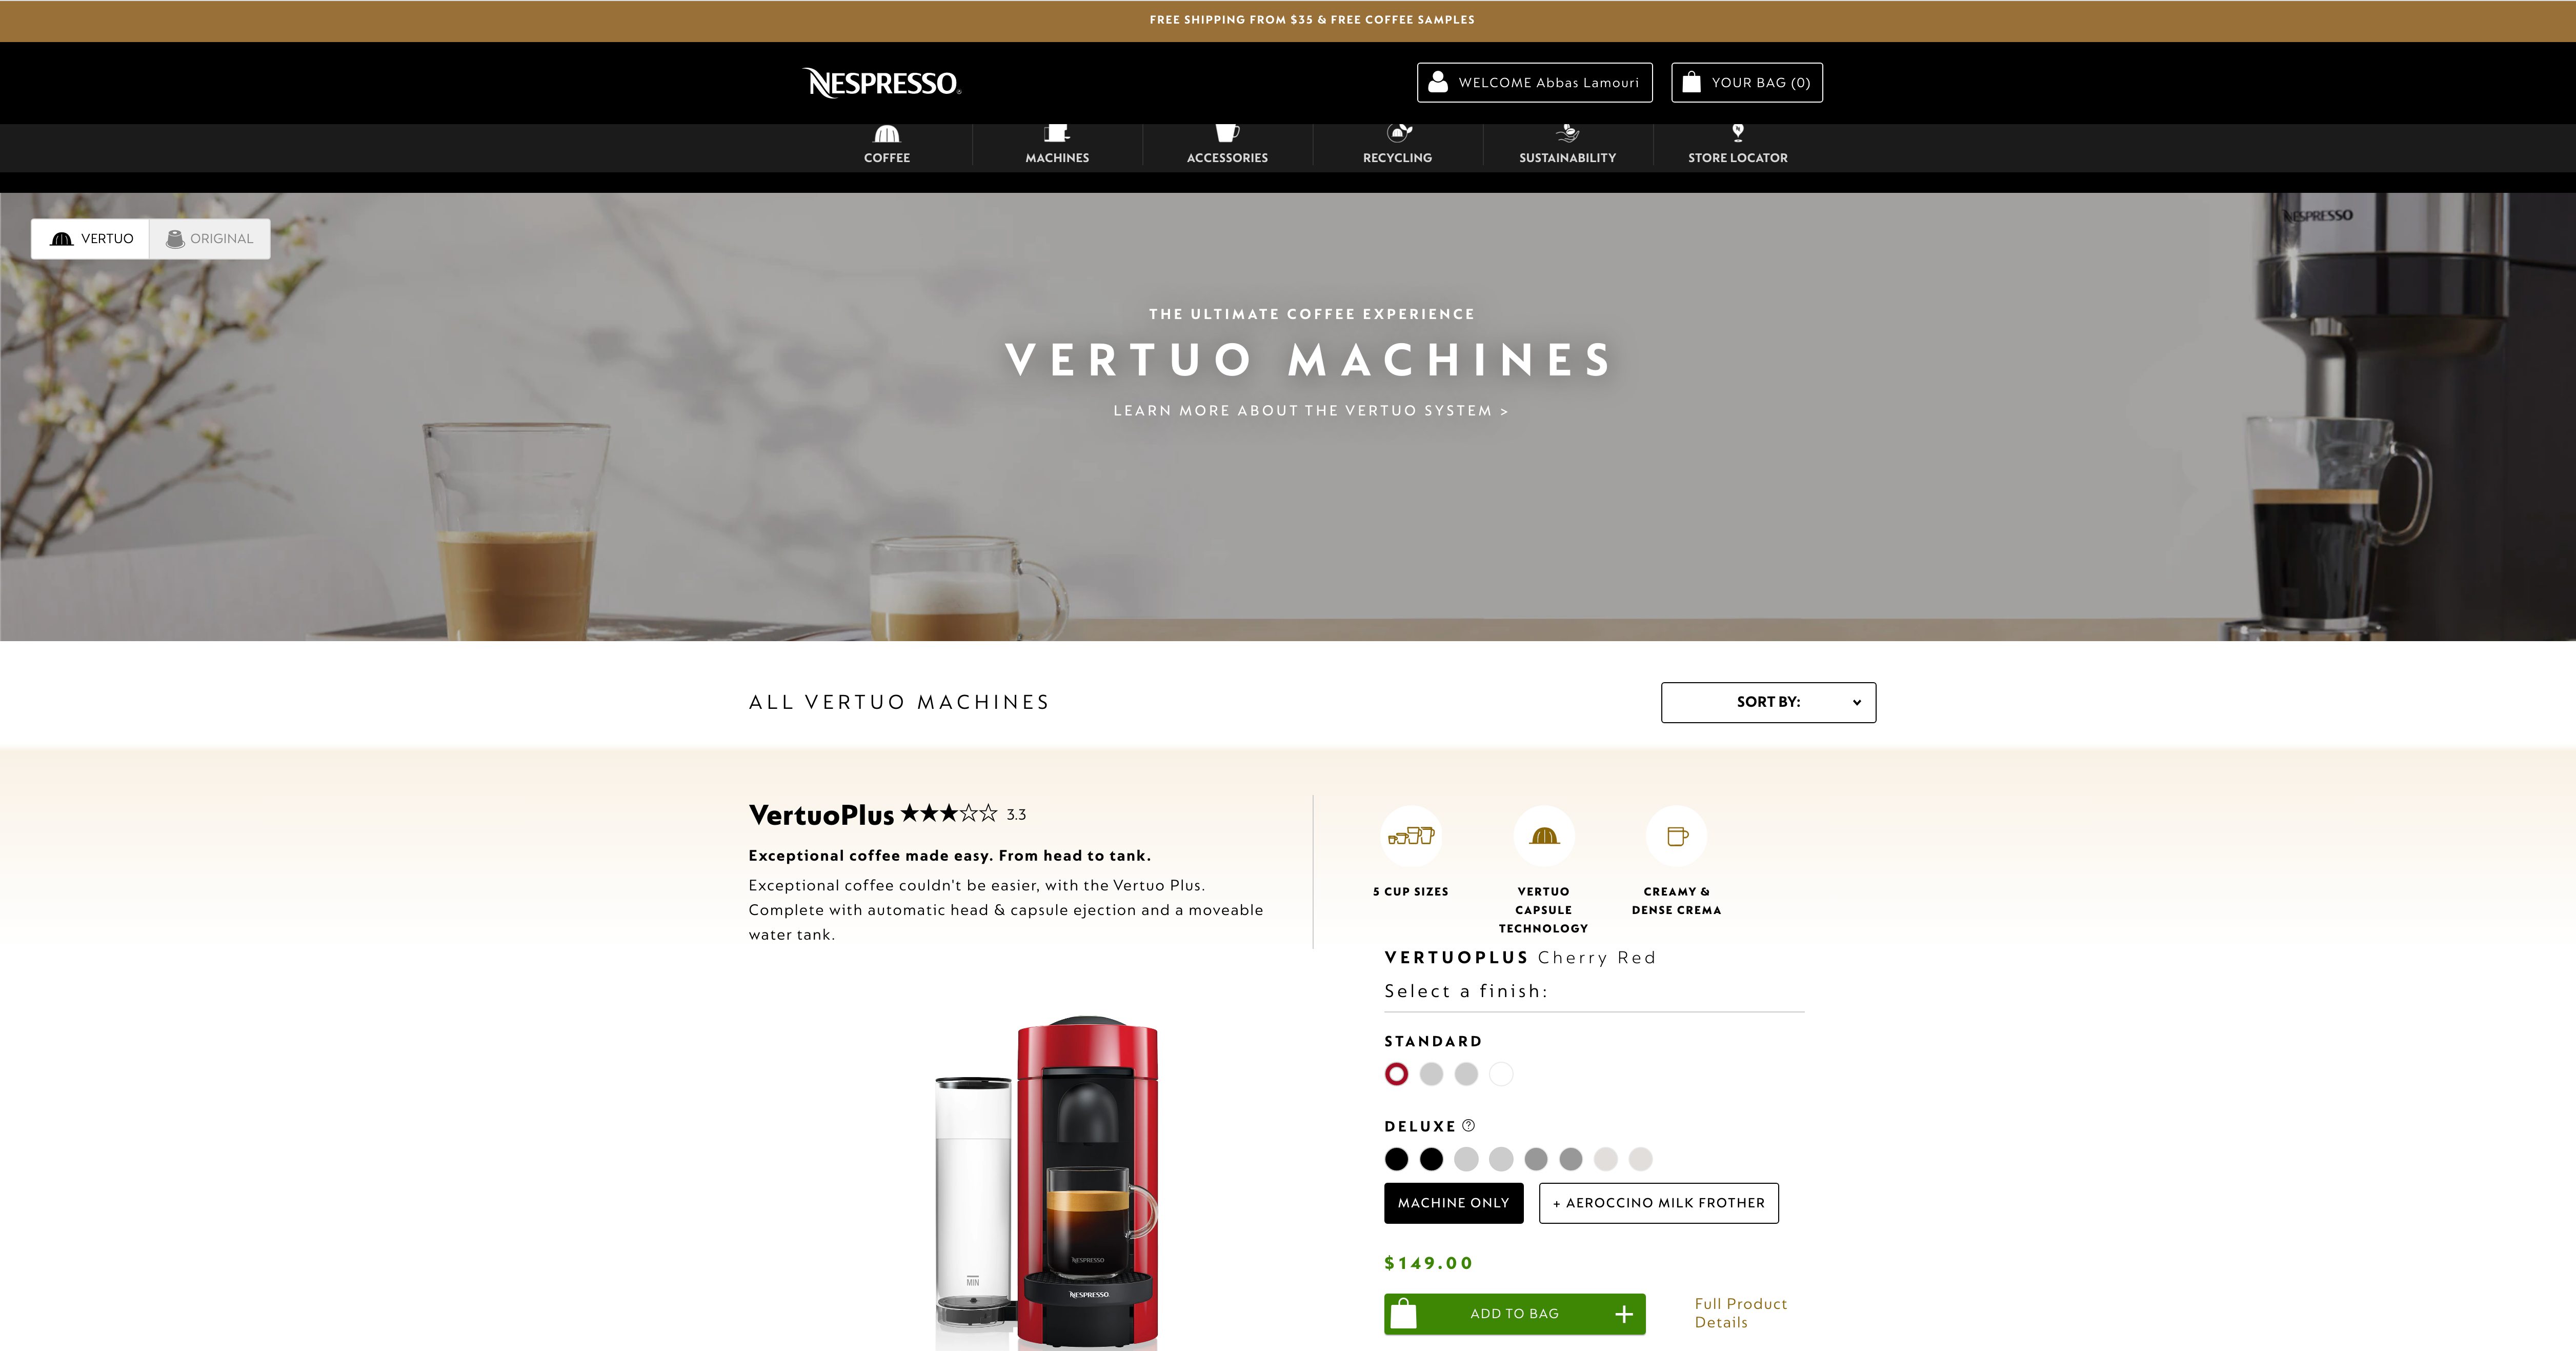 FREE SHIPPING FROM $35 & FREE COFFEE SAMPLES
NESPRESSO
WELCOME Abbas Lamouri
YOUR BAG (0)
COFFEE
MACHINES
ACCESSORIES
RECYCLING
SUSTAINABILITY
STORE LOCATOR
VERTUO
ORIGINAL
NESPRESSO
THE ULTIMATE COFFEE EXPERIENCE
VERTUO MACHINES
LEARN MORE ABOUT THE VERTUO SYSTEM >
ALL VERTUO MACHINES
SORT BY:
VertuoPlus ★★★☆☆ 3.3
Exceptional coffee made easy. From head to tank.
Exceptional coffee couldn't be easier, with the Vertuo Plus.
Complete with automatic head & capsule ejection and a moveable
water tank.
5 CUP SIZES
VERTUO
CAPSULE
TECHNOLOGY
CREAMY &
DENSE CREMA
VERTUOPLUS Cherry Red
Select a finish:
STANDARD
DELUXE ?
MACHINE ONLY
+ AEROCCINO MILK FROTHER
$149.00
ADD TO BAG +
Full Product
Details
MIN
NESPRESSO
NESPRESSO